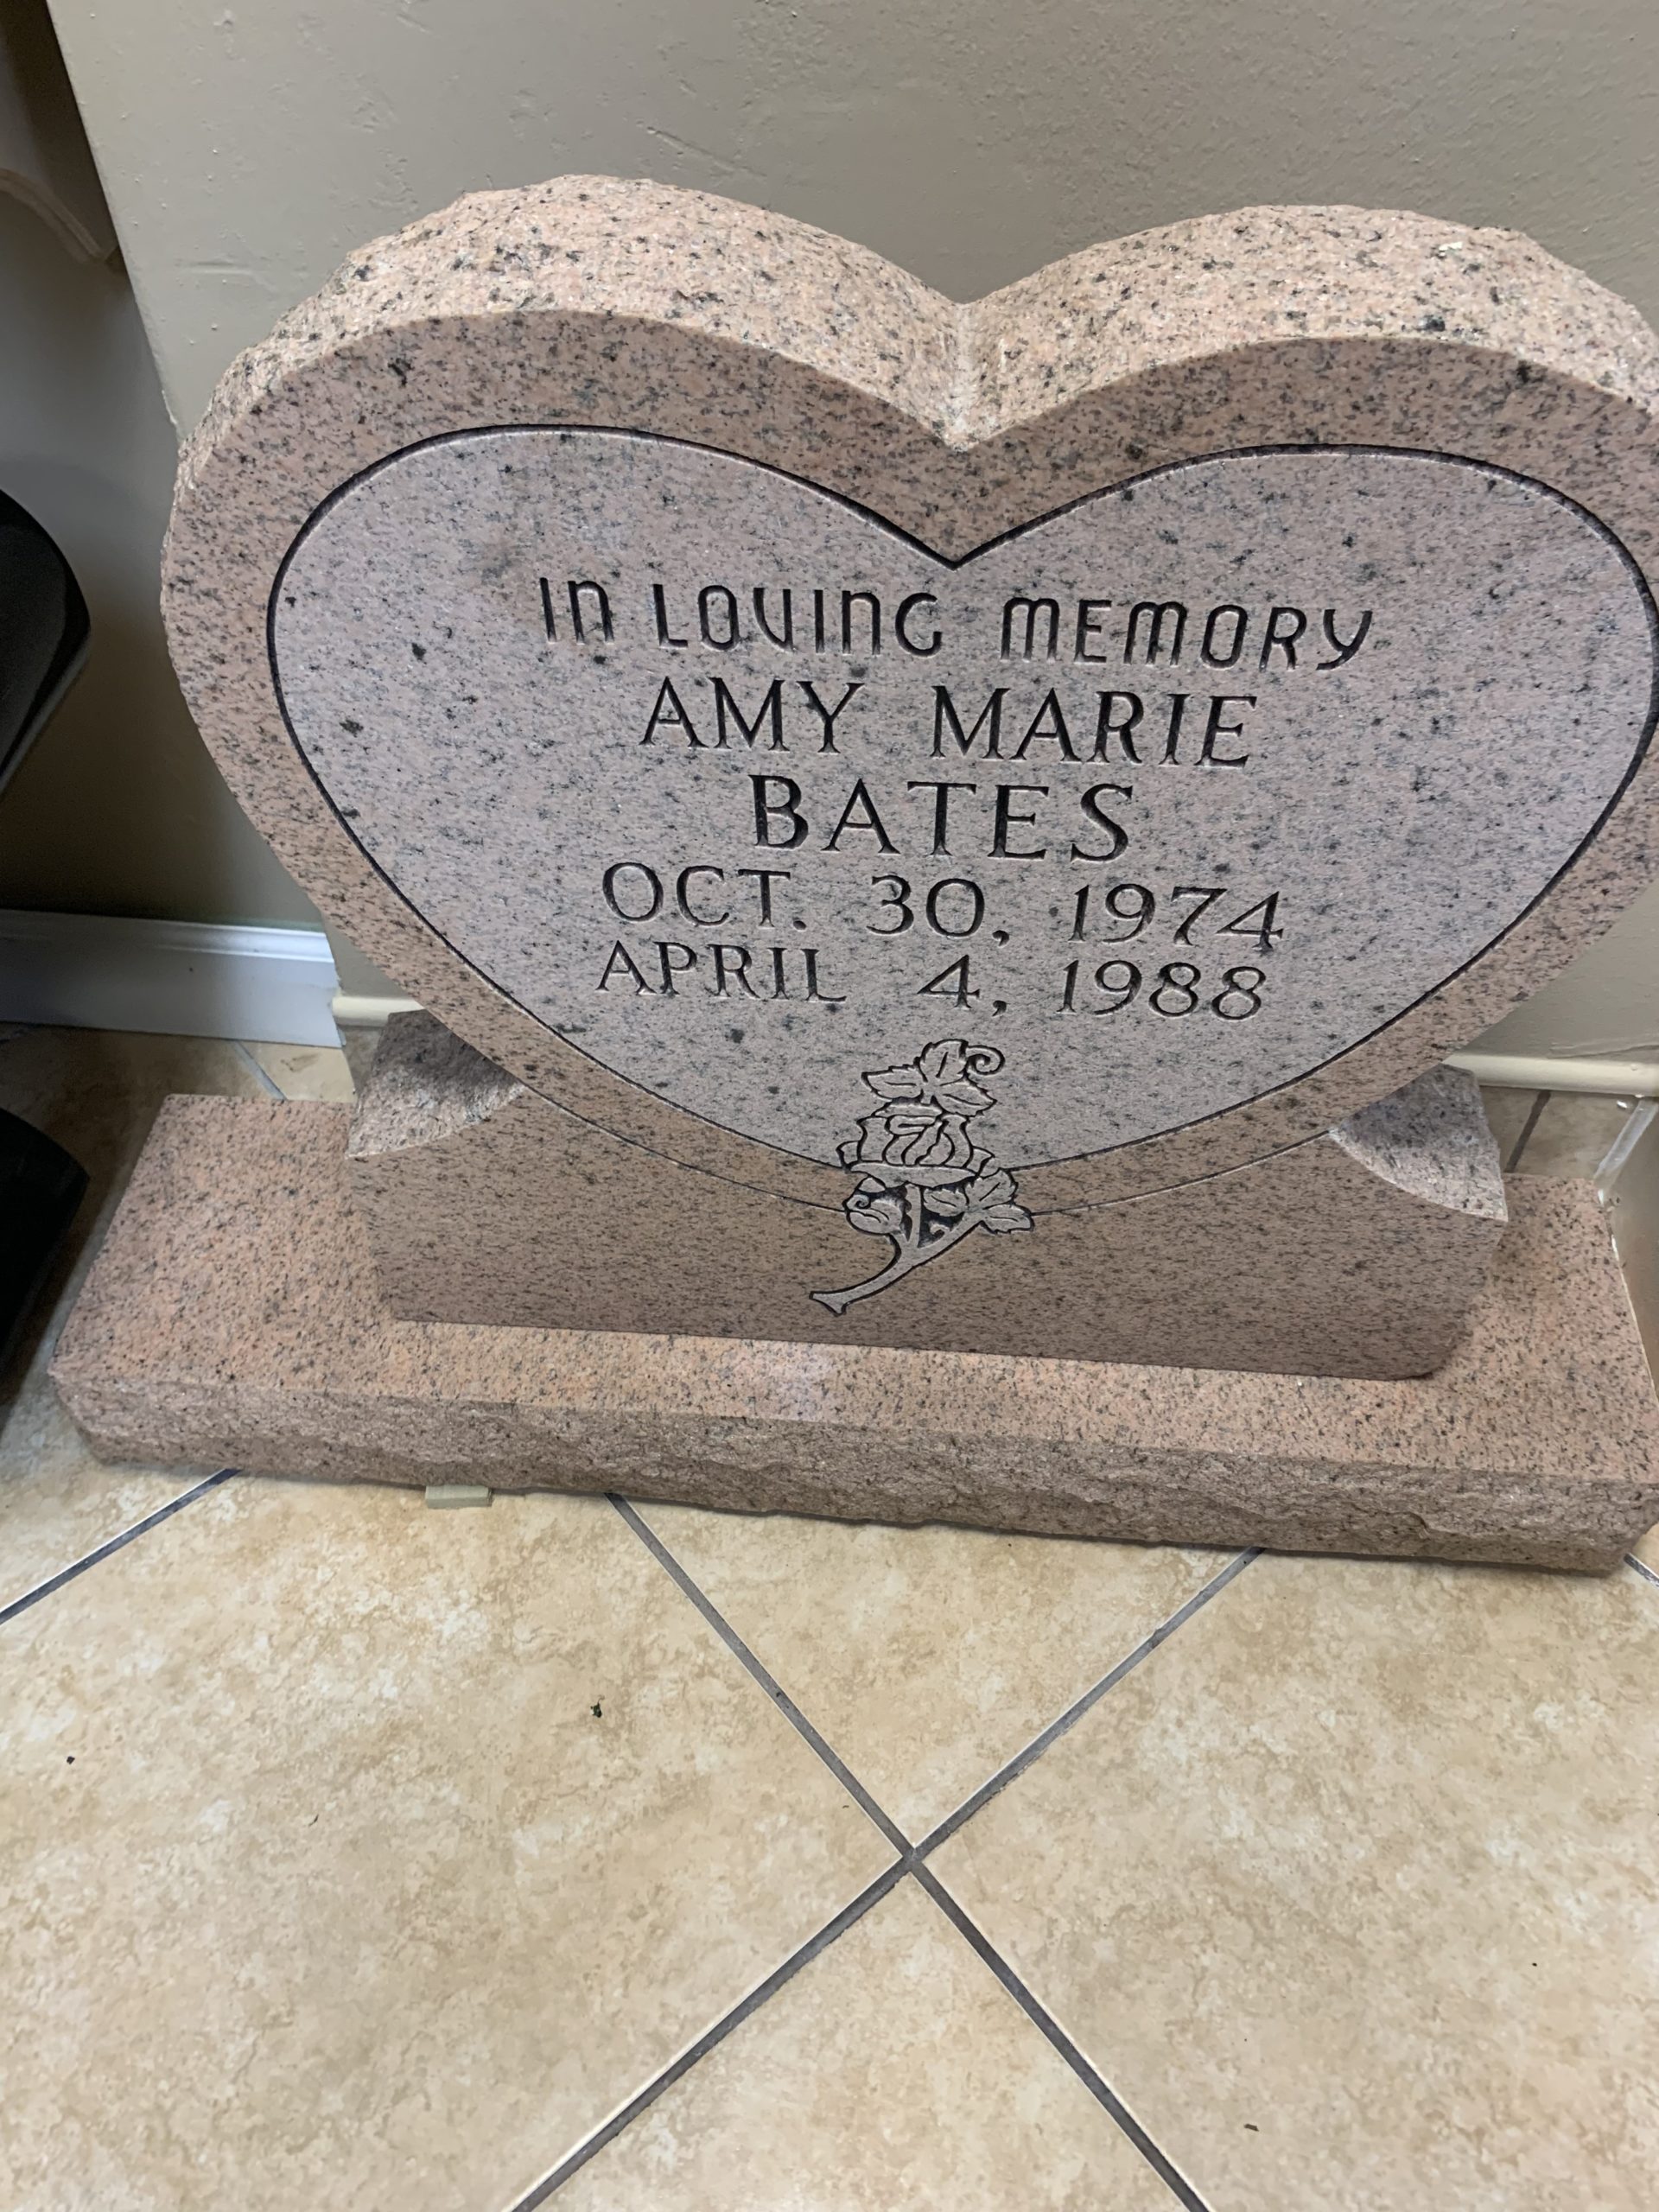 IN LOVING MEMORY
AMY MARIE
BATES
OCT. 30, 1974
APRIL 4, 1988